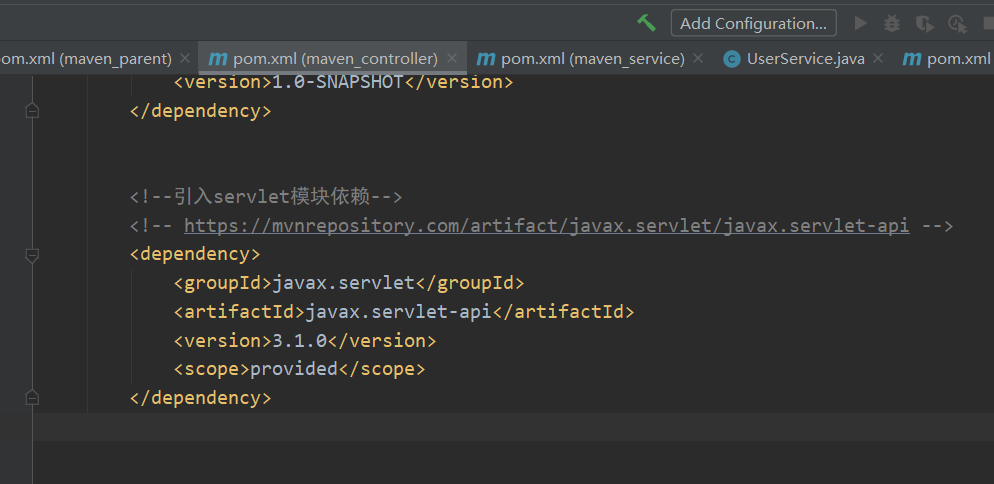 Add Configuration...
om.xml (maven_parent)
pom.xml (maven_controller)
pom.xml (maven_service)
UserService.java
pom.xml
<version>1.0-SNAPSHOT</version>
</dependency>
<!--引入servlet模块依赖-->
<!-- https://mvnrepository.com/artifact/javax.servlet/javax.servlet-api -->
<dependency>
<groupId>javax.servlet</groupId>
<artifactId>javax.servlet-api</artifactId>
<version>3.1.0</version>
<scope>provided</scope>
</dependency>